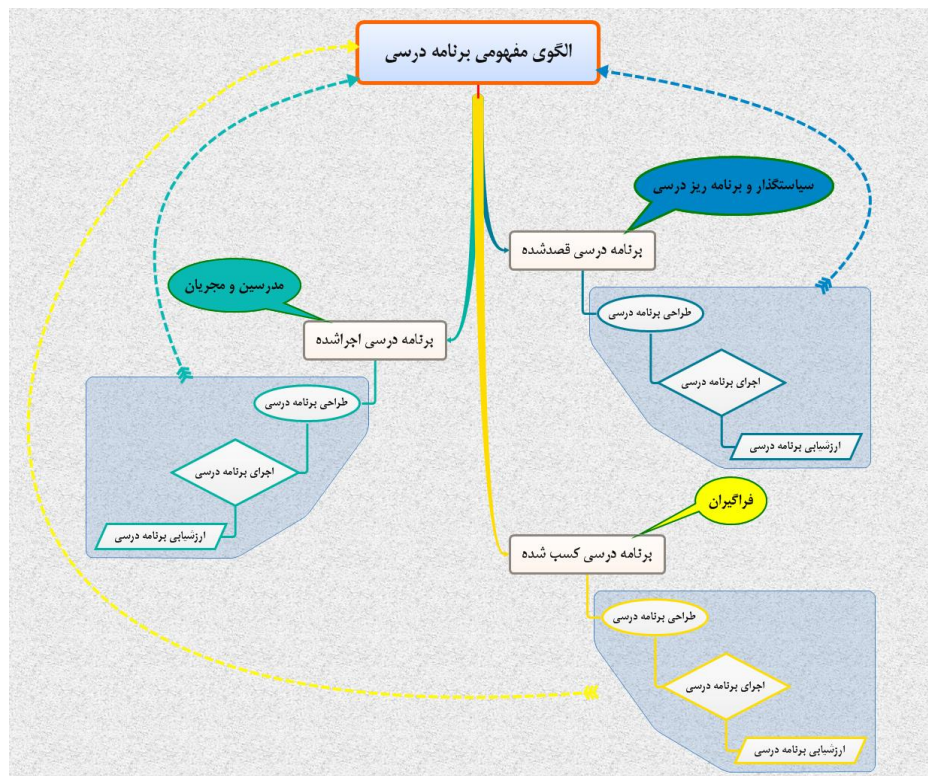 الگوی مفهومی برنامه درسی
سیاستگذار و برنامه ریز درسی
برنامه درسی قصدشده
طراحی برنامه درسی
اجرای برنامه درسی
ارزشیابی برنامه درسی
مدرسین و مجریان
برنامه درسی اجراشده
طراحی برنامه درسی
اجرای برنامه درسی
ارزشیابی برنامه درسی
فراگیران
برنامه درسی کسب شده
طراحی برنامه درسی
اجرای برنامه درسی
ارزشیابی برنامه درسی